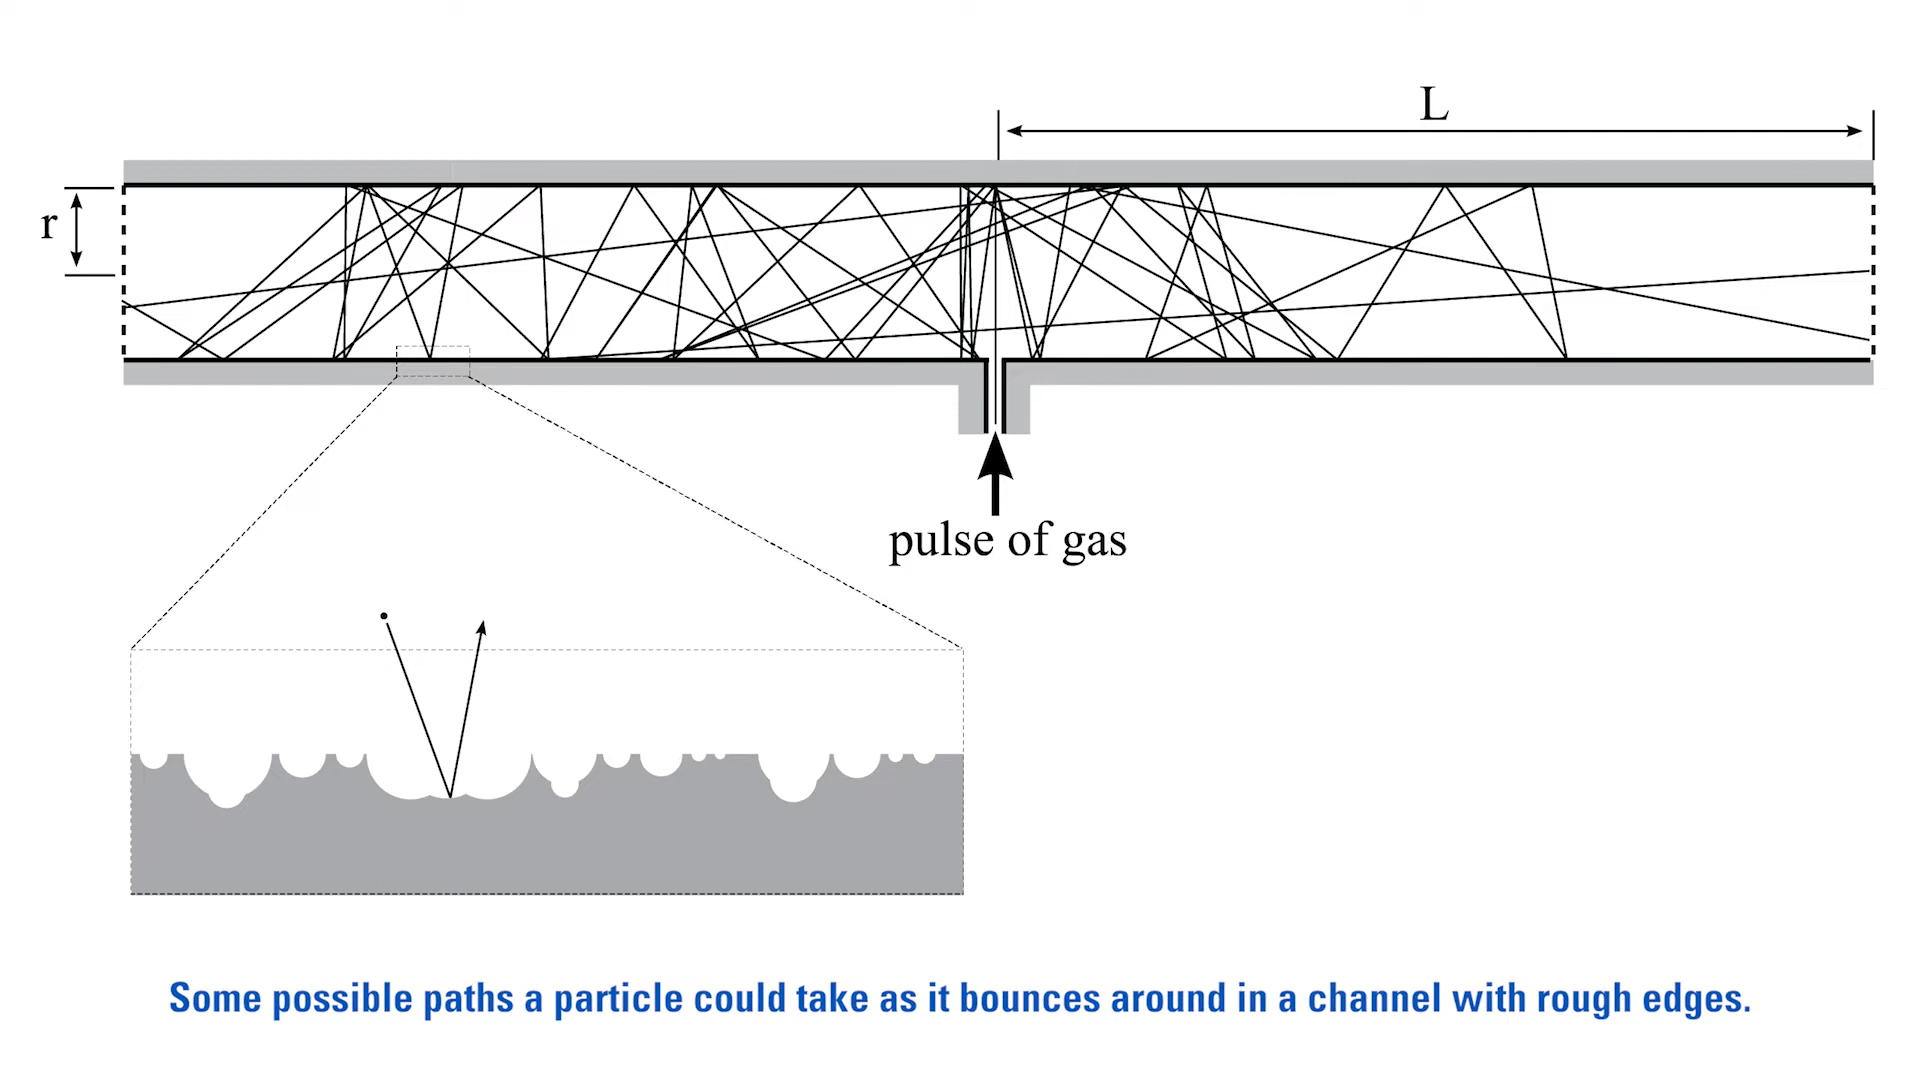 L
r
pulse of gas
Some possible paths a particle could take as it bounces around in a channel with rough edges.